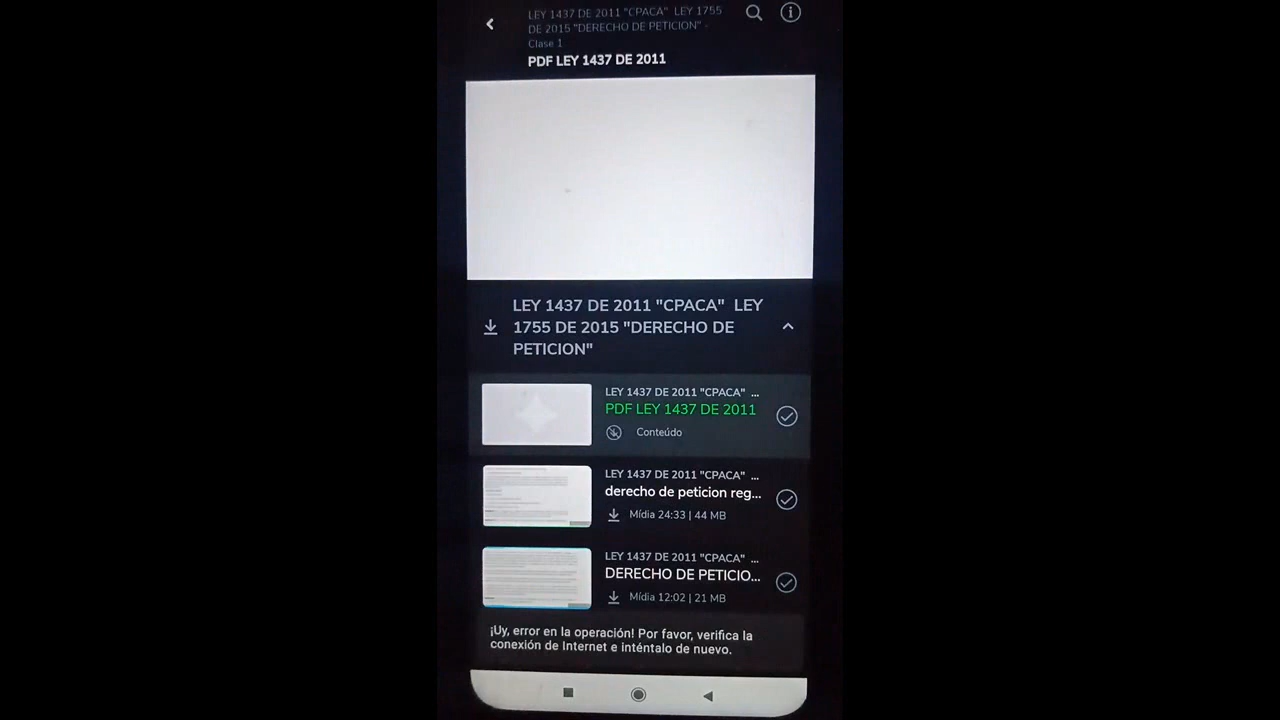 LEY 1437 DE 2011 "CPACA" LEY 1755
DE 2015 "DERECHO DE PETICION" -
Clase 1
PDF LEY 1437 DE 2011
LEY 1437 DE 2011 "CPACA" LEY
1755 DE 2015 "DERECHO DE
PETICION"
LEY 1437 DE 2011 "CPACA" ...
PDF LEY 1437 DE 2011
Conteúdo
LEY 1437 DE 2011 "CPACA" ...
derecho de peticion reg...
Mídia 24:33 | 44 MB
LEY 1437 DE 2011 "CPACA" ...
DERECHO DE PETICIO...
Mídia 12:02 | 21 MB
¡Uy, error en la operación! Por favor, verifica la
conexión de Internet e inténtalo de nuevo.